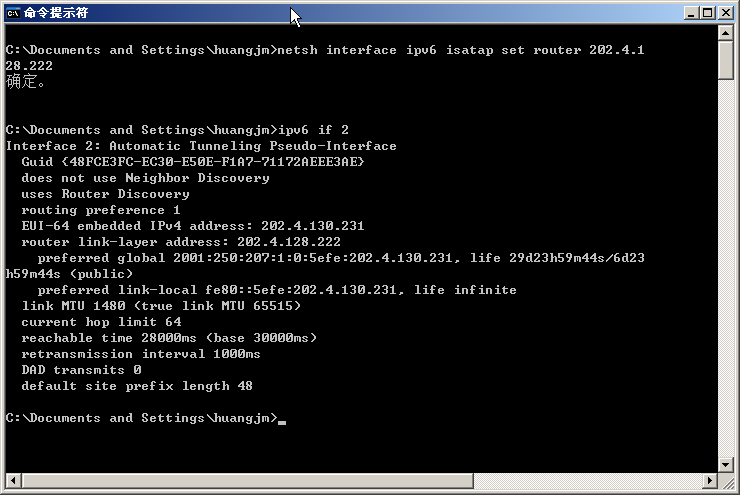 命令提示符
C:\Documents and Settings\huangjm>netsh interface ipv6 isatap set router 202.4.1
28.222
确定。
C:\Documents and Settings\huangjm>ipv6 if 2
Interface 2: Automatic Tunneling Pseudo-Interface
  Guid {48FCE3FC-EC30-E50E-F1A7-71172AEEE3AE}
  does not use Neighbor Discovery
  uses Router Discovery
  routing preference 1
  EUI-64 embedded IPv4 address: 202.4.130.231
  router link-layer address: 202.4.128.222
    preferred global 2001:250:207:1:0:5efe:202.4.130.231, life 29d23h59m44s/6d23
h59m44s (public)
    preferred link-local fe80::5efe:202.4.130.231, life infinite
  link MTU 1480 (true link MTU 65515)
  current hop limit 64
  reachable time 28000ms (base 30000ms)
  retransmission interval 1000ms
  DAD transmits 0
  default site prefix length 48
C:\Documents and Settings\huangjm>_